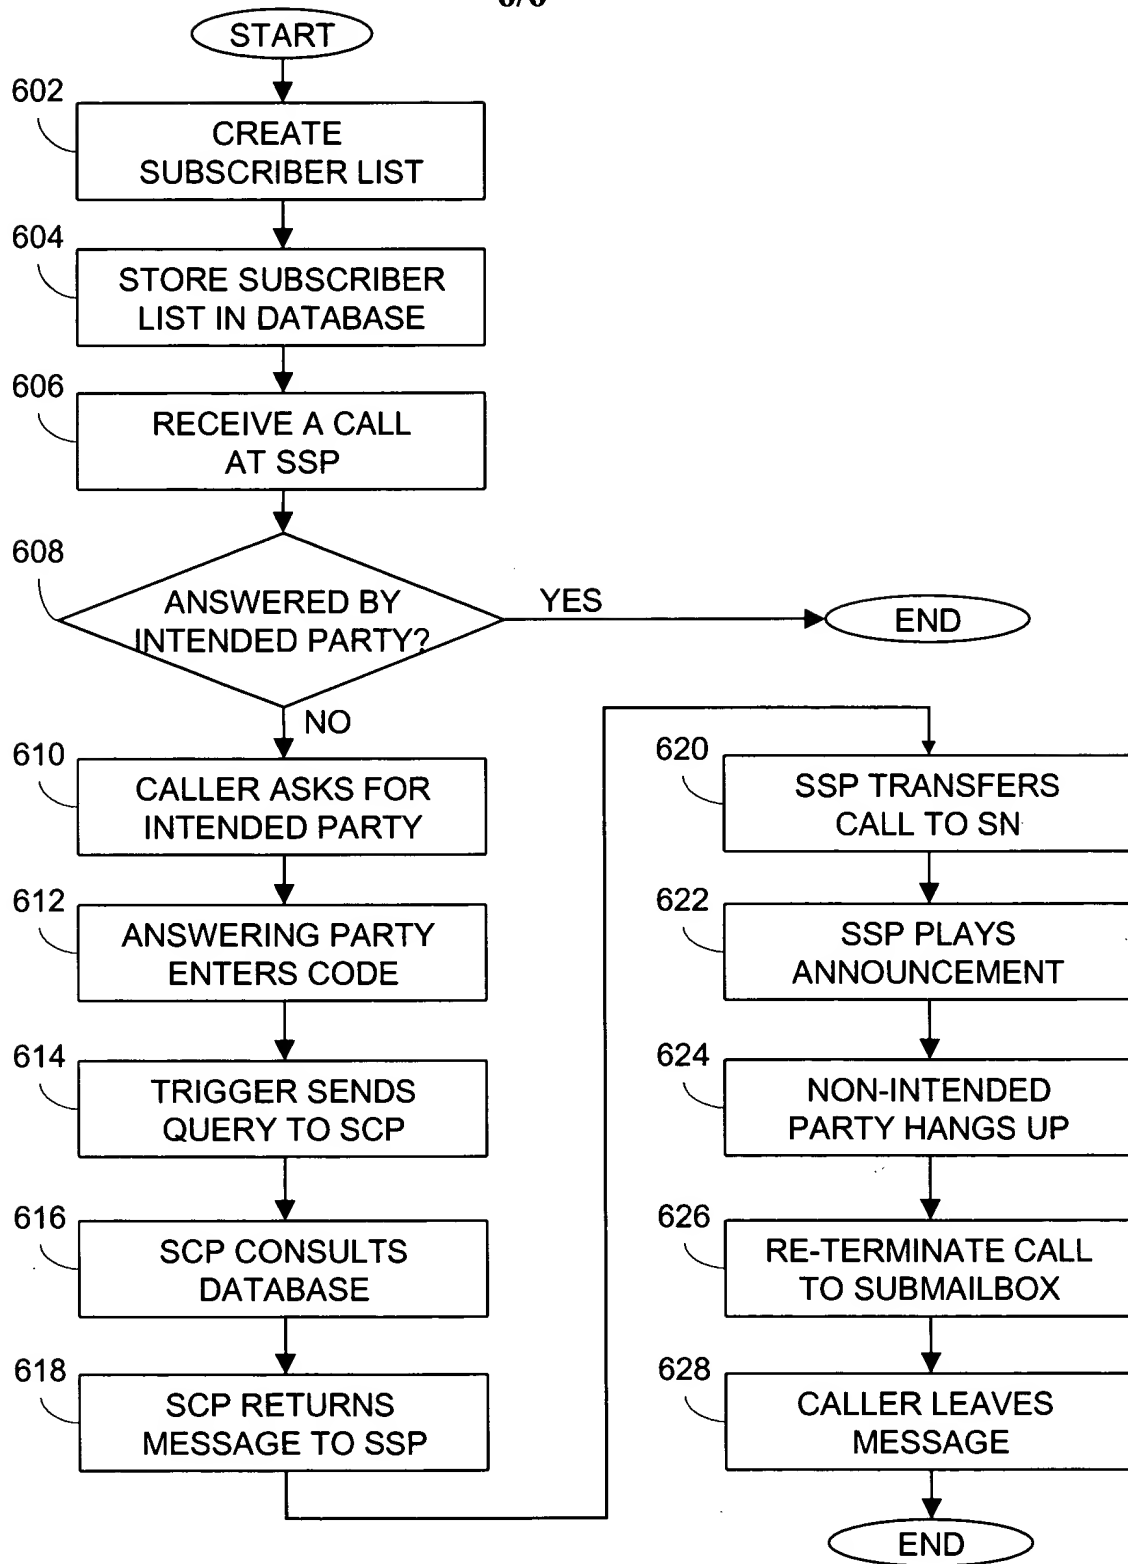 START
602
CREATE
SUBSCRIBER LIST
604
STORE SUBSCRIBER
LIST IN DATABASE
606
RECEIVE A CALL
AT SSP
608
ANSWERED BY
INTENDED PARTY?
YES
END
NO
610
CALLER ASKS FOR
INTENDED PARTY
612
ANSWERING PARTY
ENTERS CODE
614
TRIGGER SENDS
QUERY TO SCP
616
SCP CONSULTS
DATABASE
618
SCP RETURNS
MESSAGE TO SSP
620
SSP TRANSFERS
CALL TO SN
622
SSP PLAYS
ANNOUNCEMENT
624
NON-INTENDED
PARTY HANGS UP
626
RE-TERMINATE CALL
TO SUBMAILBOX
628
CALLER LEAVES
MESSAGE
END